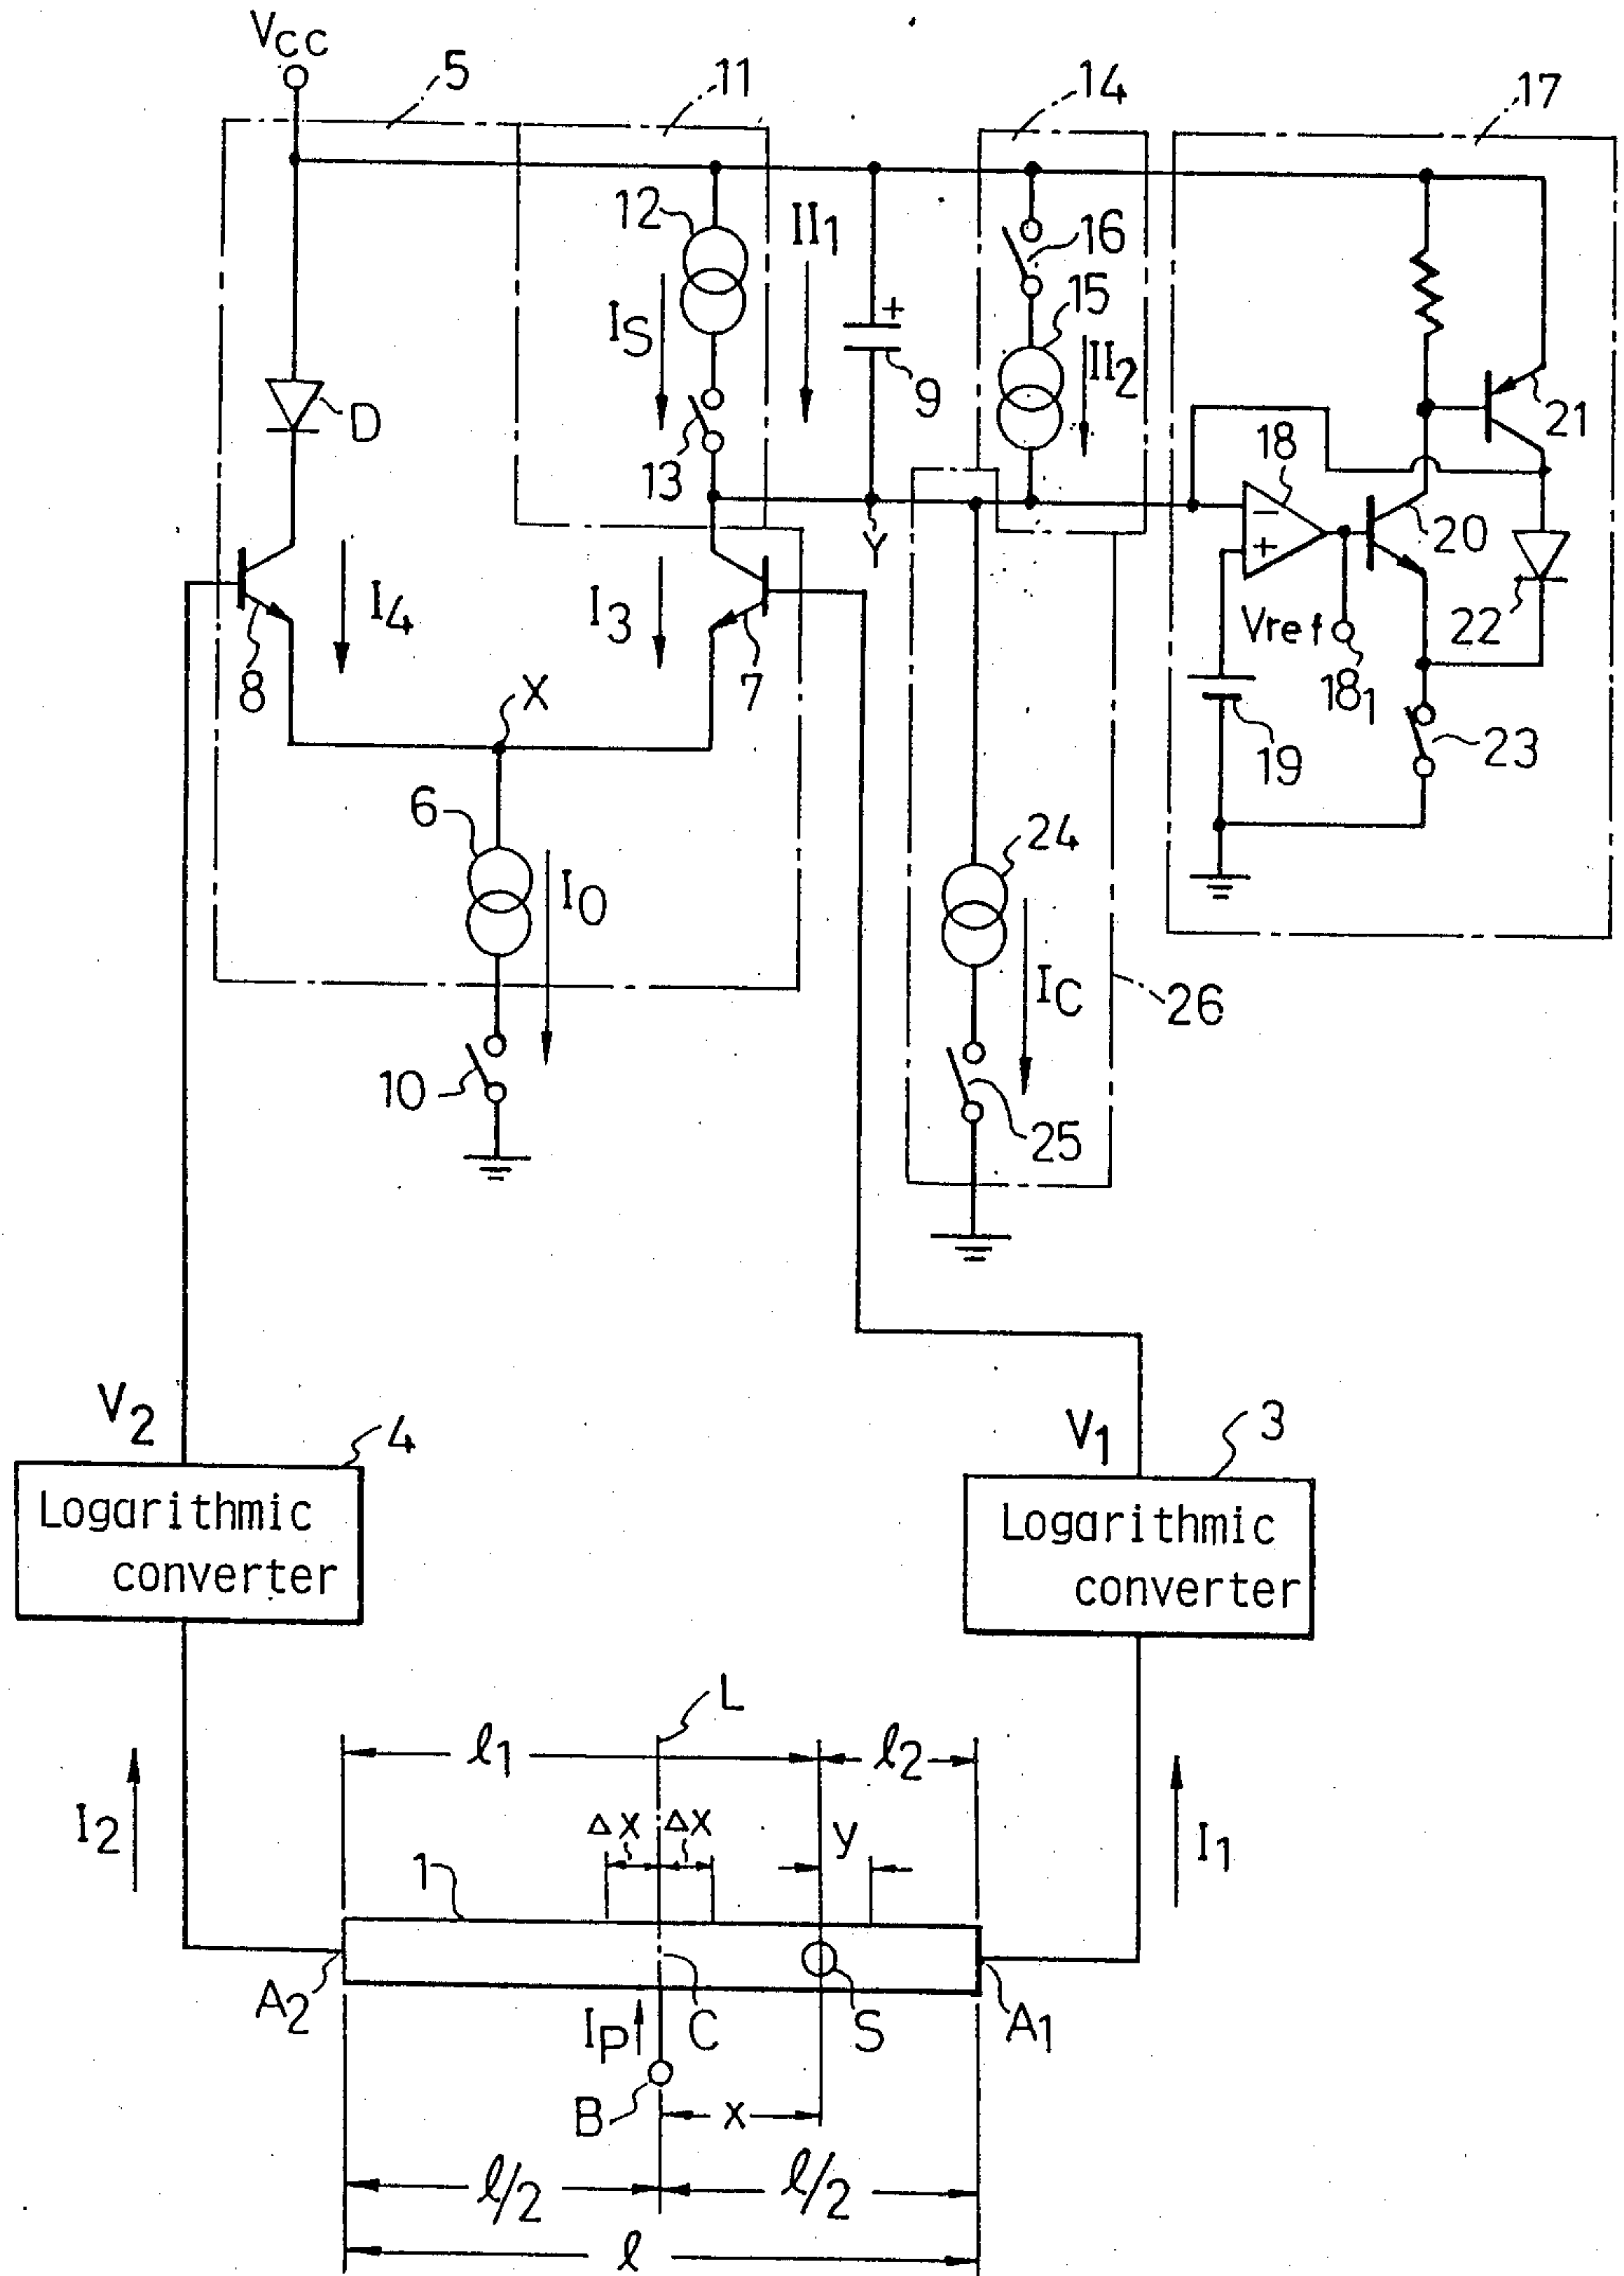 VCC
5
11
14
17
12
II1
16
15
IS
II2
+
9
D
13
18
21
−
+
20
Y
I4
I3
8
7
Vref
181
22
X
19
23
6
I0
24
IC
26
10
25
V2
4
V1
3
Logarithmic
converter
Logarithmic
converter
L
ℓ1
ℓ2
I2
Δx
Δx
y
I1
1
A2
IP
C
S
A1
B
x
ℓ/2
ℓ/2
ℓ